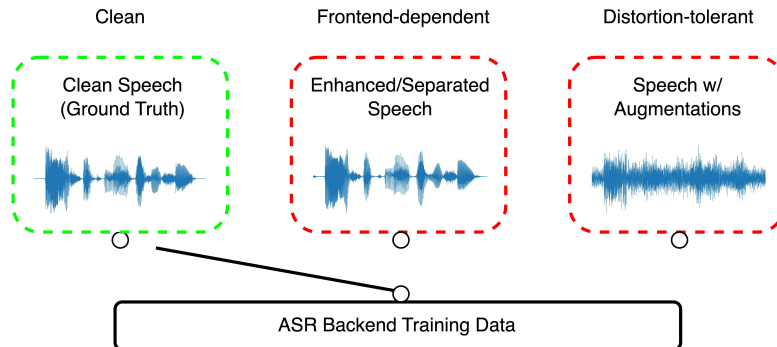 Clean
Frontend-dependent
Distortion-tolerant
Clean Speech
(Ground Truth)
Enhanced/Separated
Speech
Speech w/
Augmentations
ASR Backend Training Data